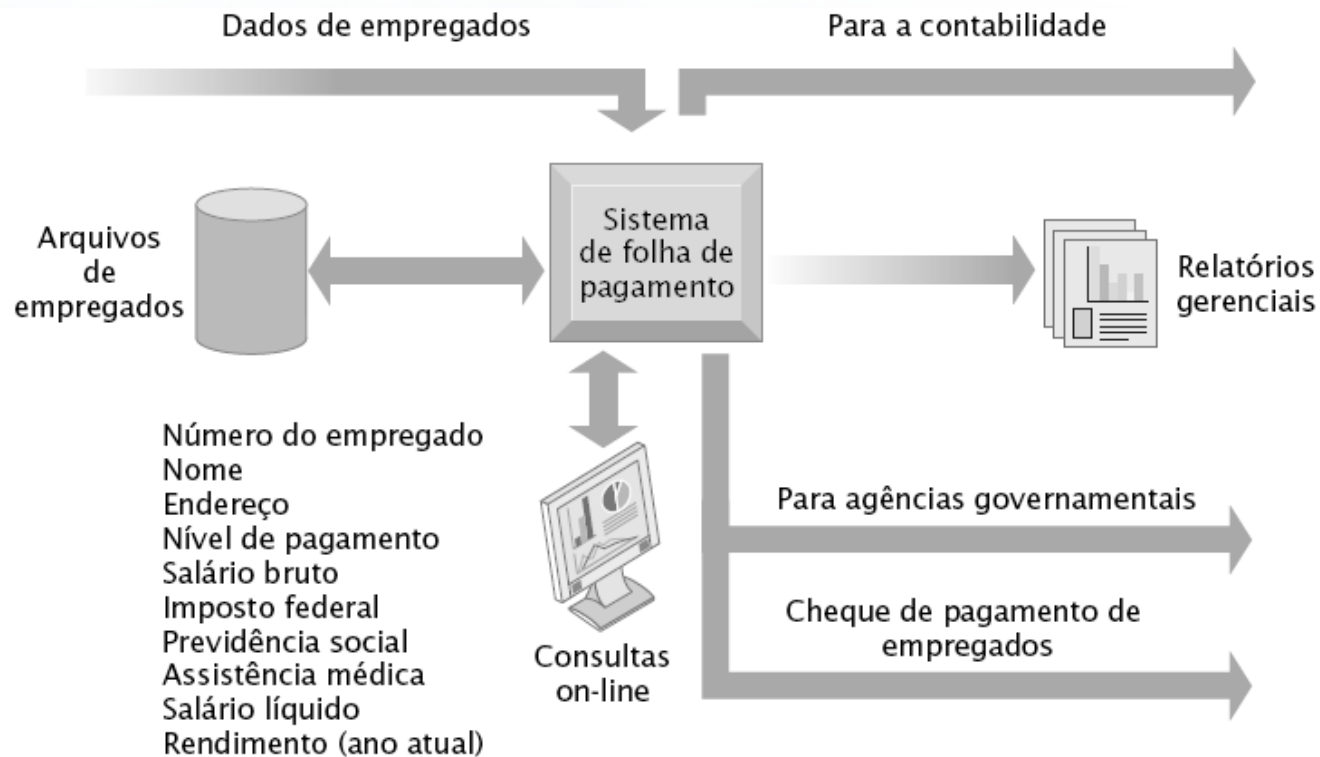 Dados de empregados
Para a contabilidade
Arquivos
de
empregados
Sistema
de folha de
pagamento
Relatórios
gerenciais
Número do empregado
Nome
Endereço
Nível de pagamento
Salário bruto
Imposto federal
Previdência social
Assistência médica
Salário líquido
Rendimento (ano atual)
Consultas
on-line
Para agências governamentais
Cheque de pagamento de
empregados